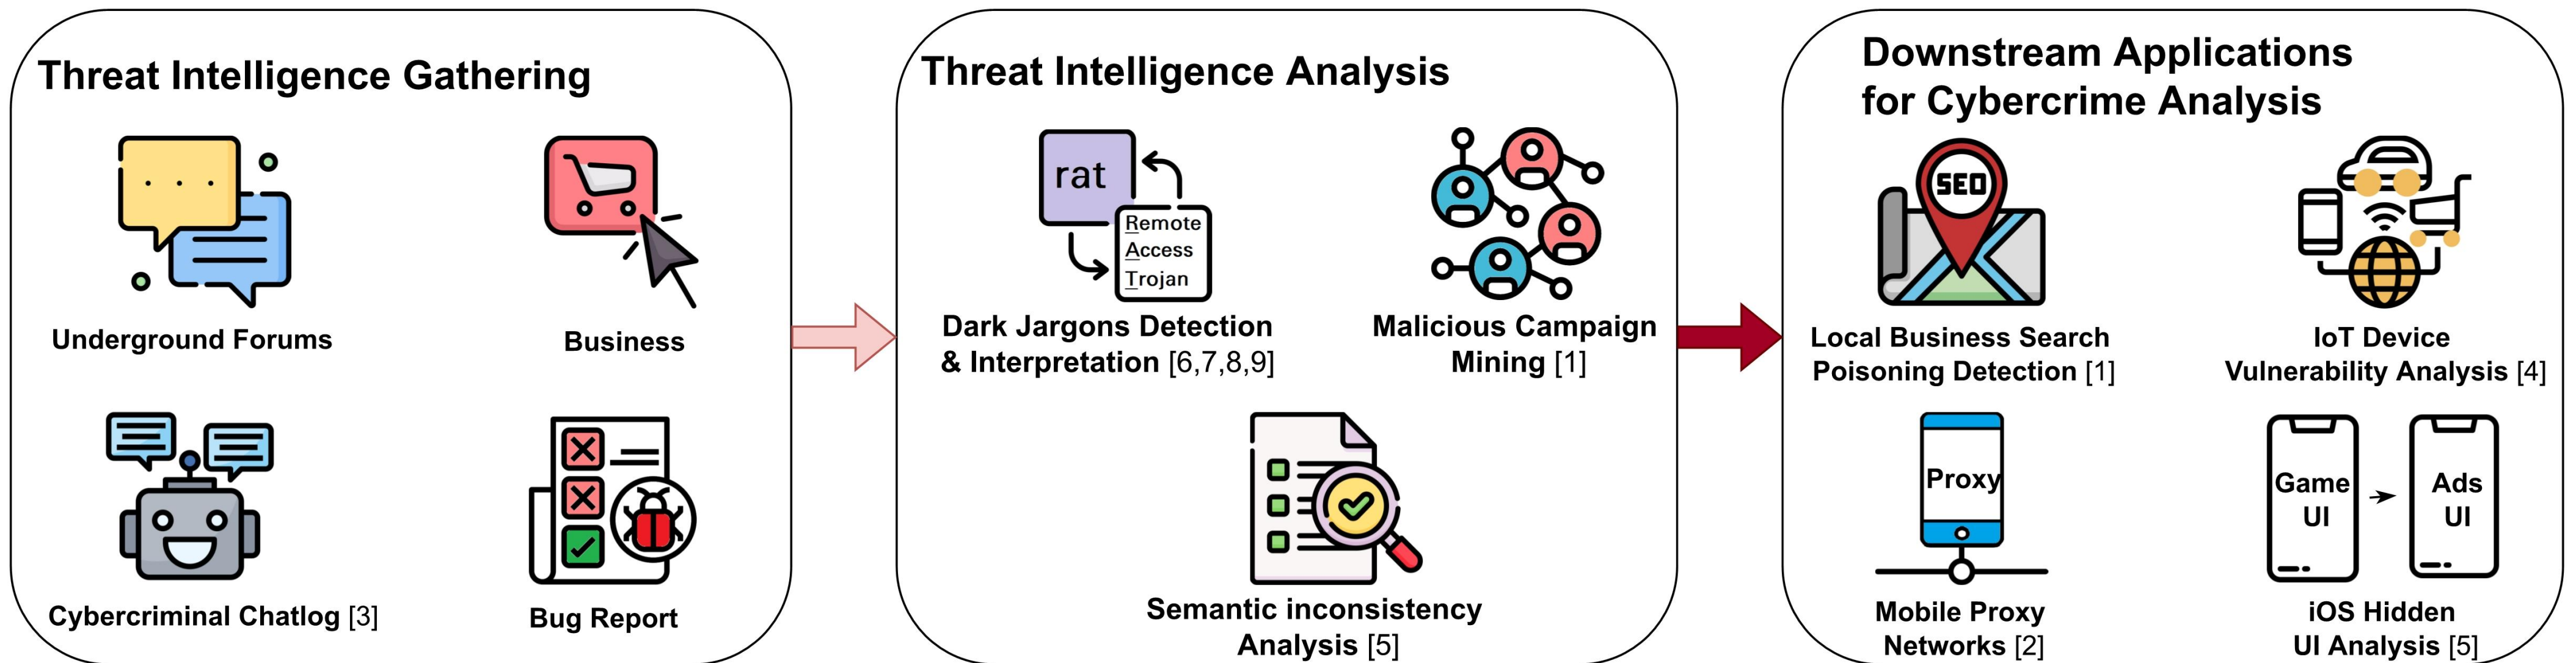 Threat Intelligence Gathering
Underground Forums
Business
Cybercriminal Chatlog [3]
Bug Report
Threat Intelligence Analysis
rat
Remote
Access
Trojan
Dark Jargons Detection
& Interpretation [6,7,8,9]
Malicious Campaign
Mining [1]
Semantic inconsistency
Analysis [5]
Downstream Applications
for Cybercrime Analysis
SEO
Local Business Search
Poisoning Detection [1]
IoT Device
Vulnerability Analysis [4]
Proxy
Mobile Proxy
Networks [2]
Game
UI
Ads
UI
iOS Hidden
UI Analysis [5]